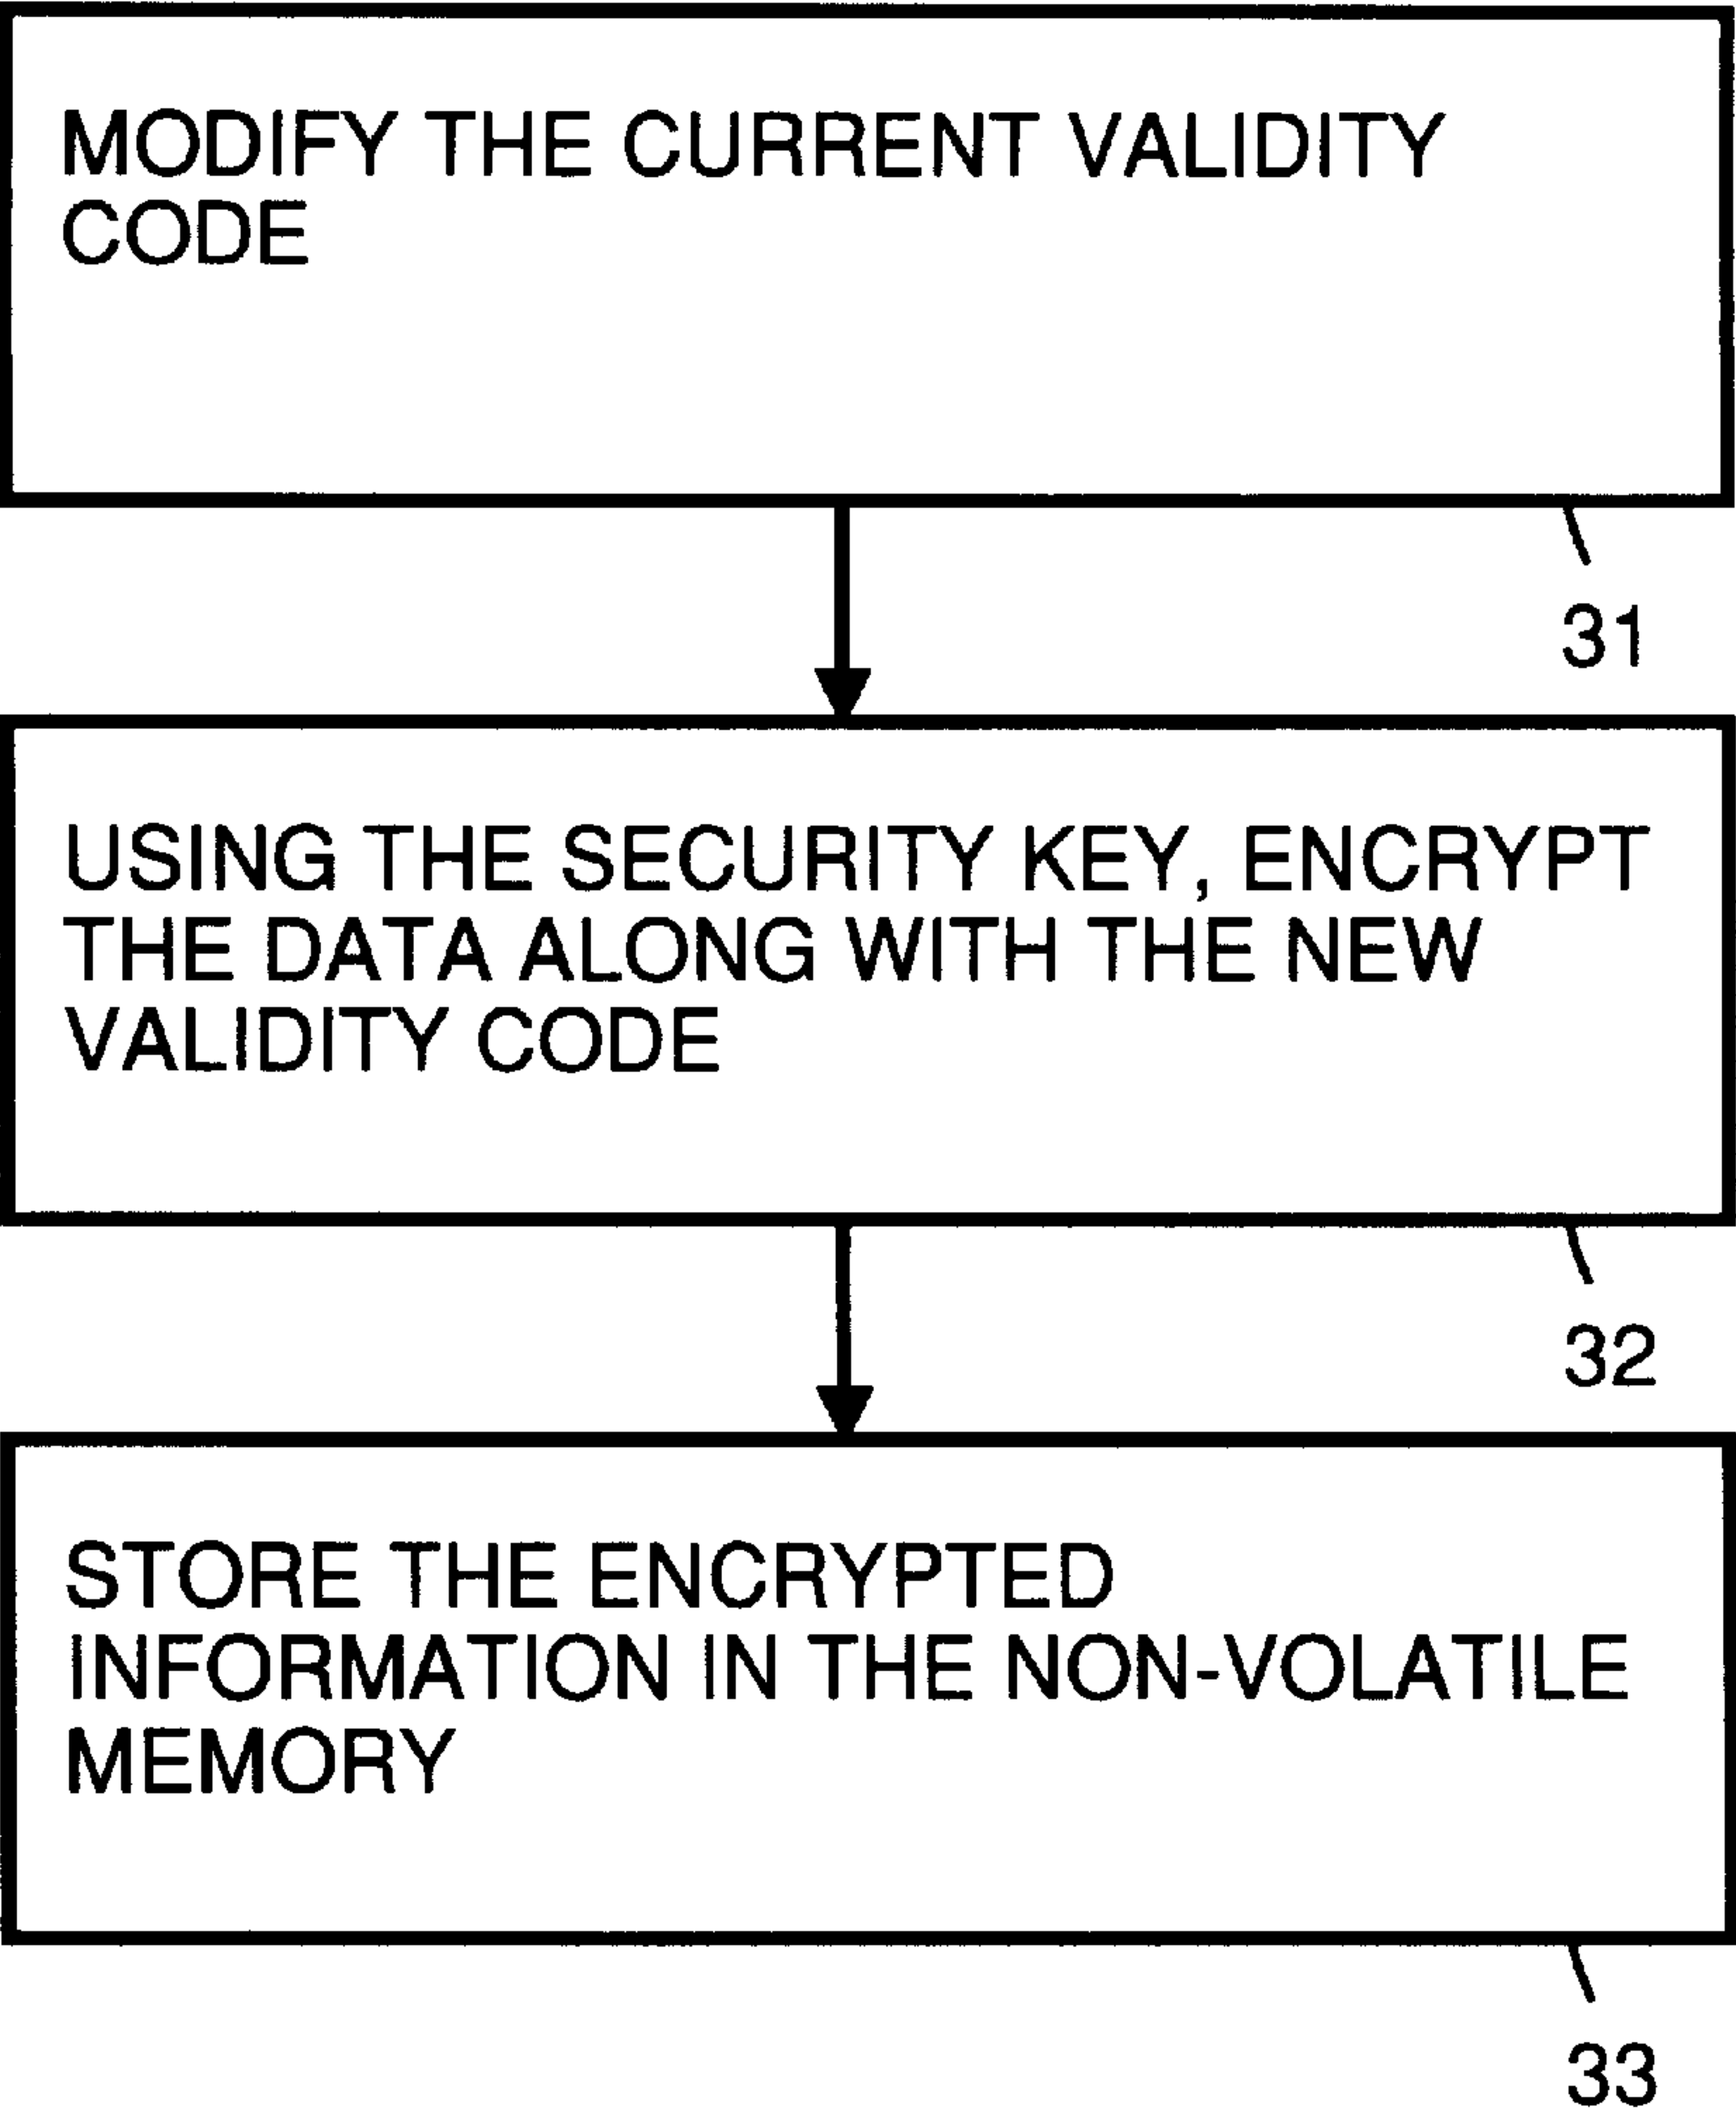 MODIFY THE CURRENT VALIDITY
CODE
31
USING THE SECURITY KEY, ENCRYPT
THE DATA ALONG WITH THE NEW
VALIDITY CODE
32
STORE THE ENCRYPTED
INFORMATION IN THE NON-VOLATILE
MEMORY
33